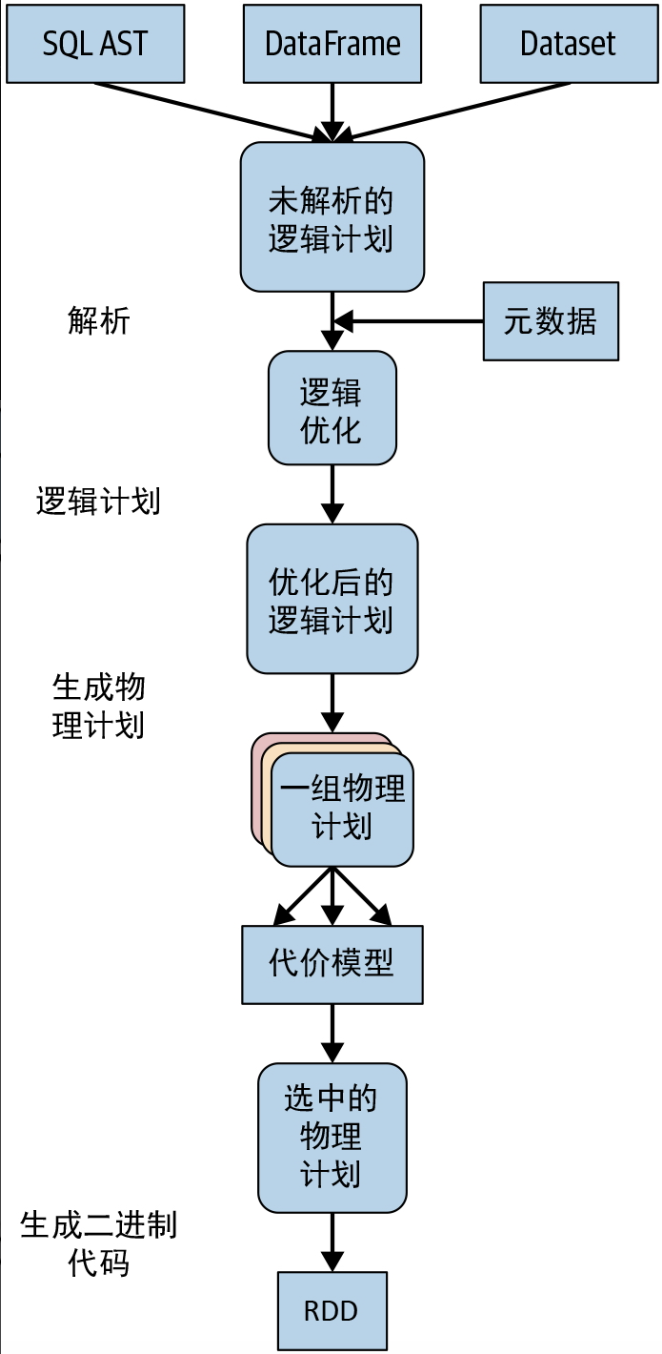 SQL AST
DataFrame
Dataset
未解析的
逻辑计划
解析
元数据
逻辑
优化
逻辑计划
优化后的
逻辑计划
生成物
理计划
一组物理
计划
代价模型
选中的
物理
计划
生成二进制
代码
RDD